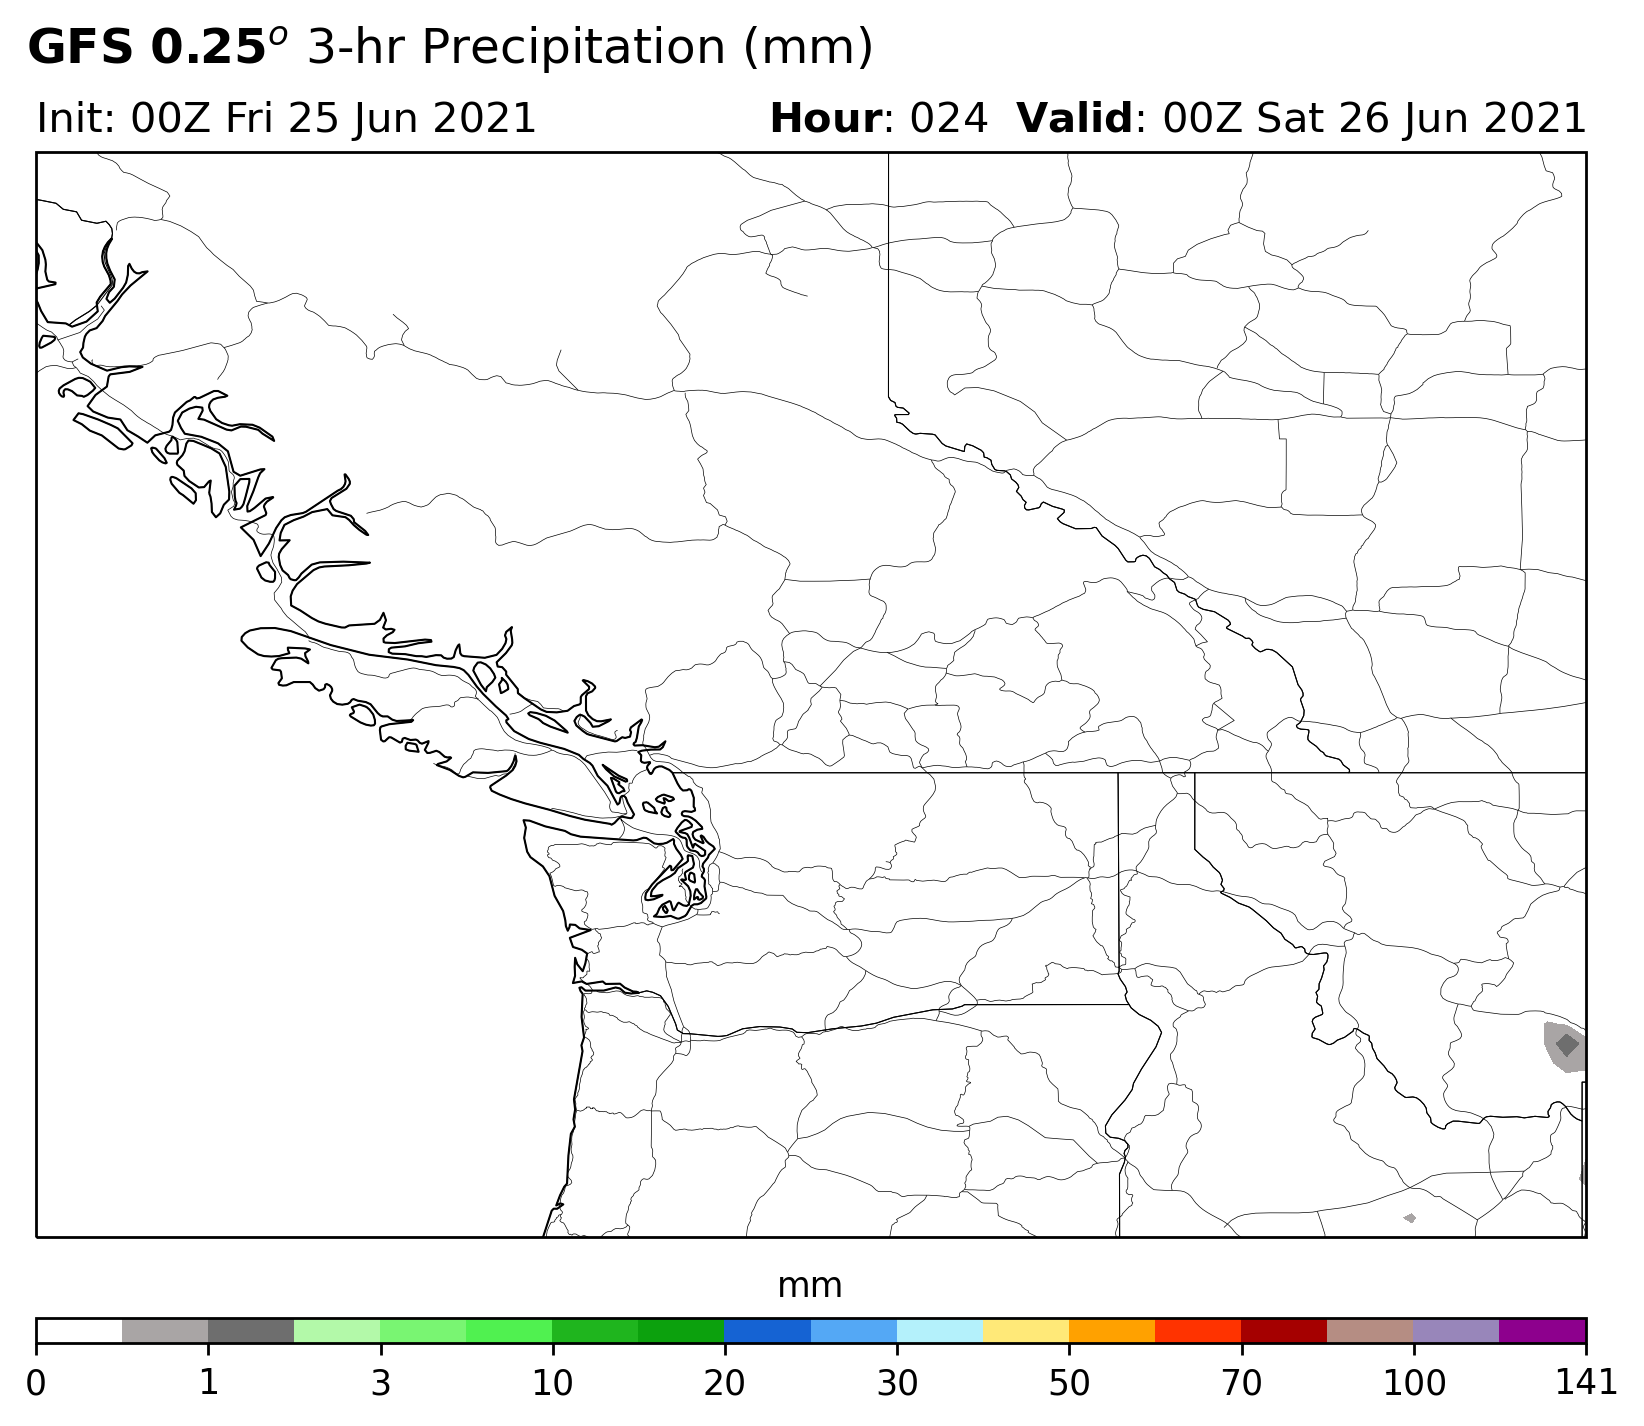 GFS 0.25° 3-hr Precipitation (mm)
Init: 00Z Fri 25 Jun 2021 Hour: 024 Valid: 00Z Sat 26 Jun 2021
mm
0 1 3 10 20 30 50 70 100 141